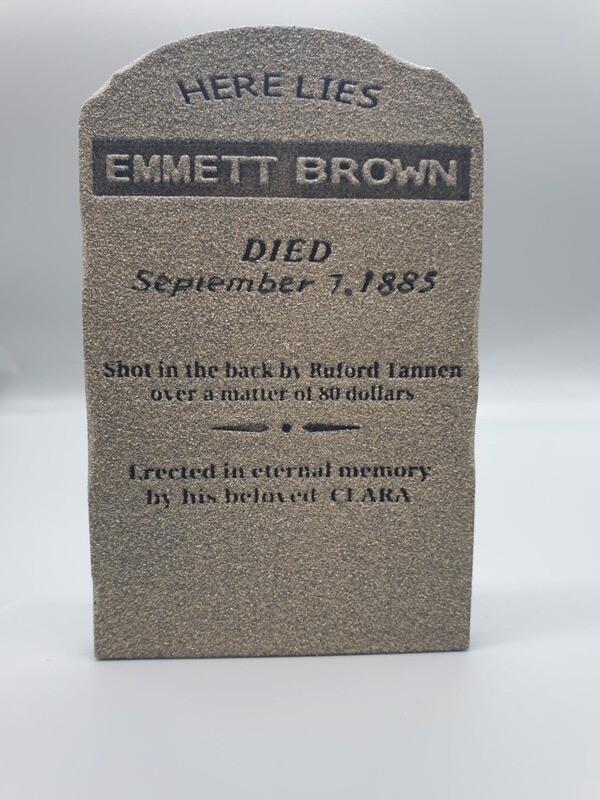 HERE LIES
EMMETT BROWN
DIED
September 7, 1885
Shot in the back by Buford Tannen
over a matter of 80 dollars
Erected in eternal memory
by his beloved CLARA